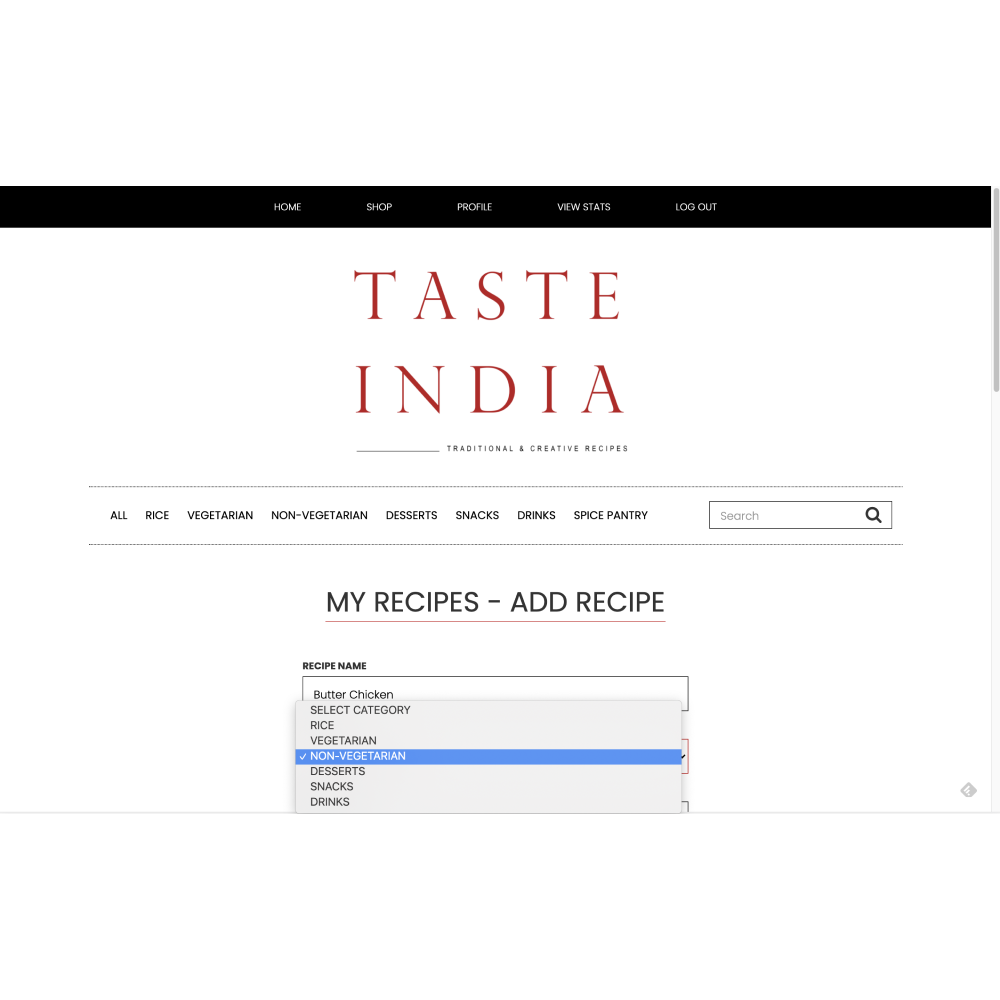 HOME SHOP PROFILE VIEW STATS LOG OUT
TASTE
INDIA
TRADITIONAL & CREATIVE RECIPES
ALL RICE VEGETARIAN NON-VEGETARIAN DESSERTS SNACKS DRINKS SPICE PANTRY Search
MY RECIPES - ADD RECIPE
RECIPE NAME
Butter Chicken
SELECT CATEGORY
RICE
VEGETARIAN
✓ NON-VEGETARIAN
DESSERTS
SNACKS
DRINKS